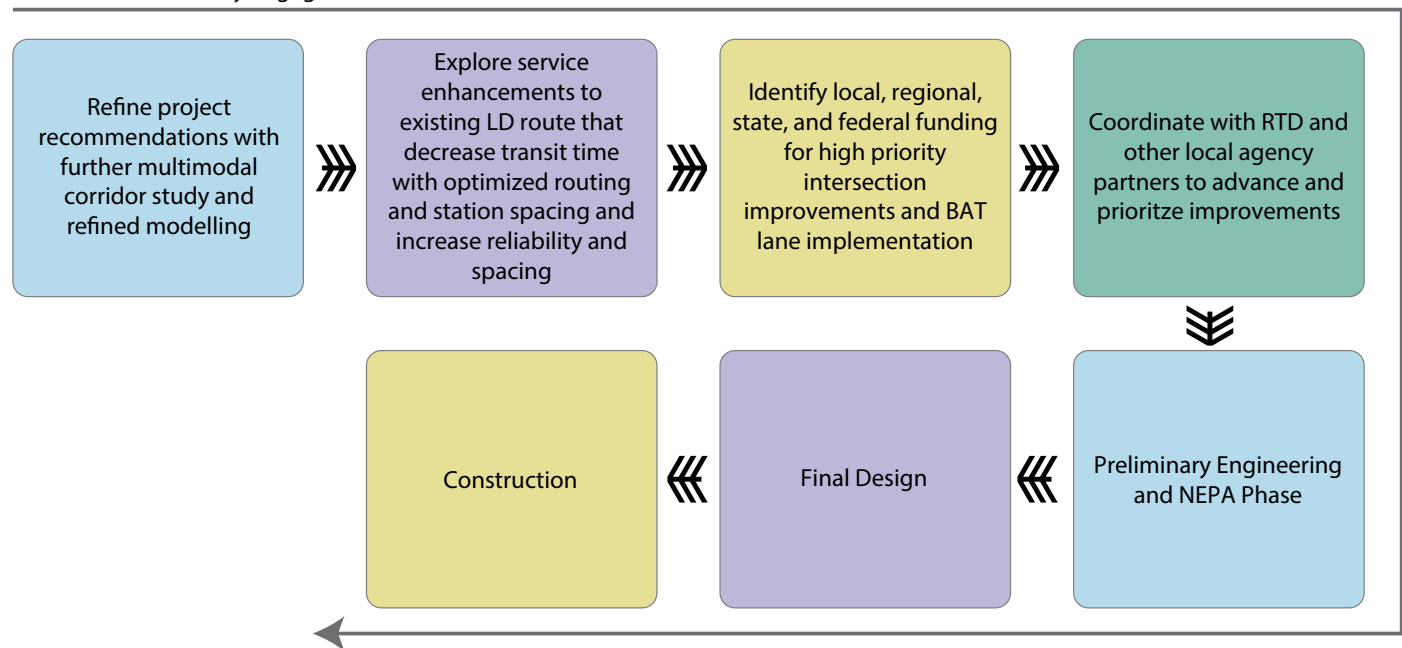 Refine project
recommendations with
further multimodal
corridor study and
refined modelling
Explore service
enhancements to
existing LD route that
decrease transit time
with optimized routing
and station spacing and
increase reliability and
spacing
Identify local, regional,
state, and federal funding
for high priority
intersection
improvements and BAT
lane implementation
Coordinate with RTD and
other local agency
partners to advance and
prioritze improvements
Preliminary Engineering
and NEPA Phase
Final Design
Construction